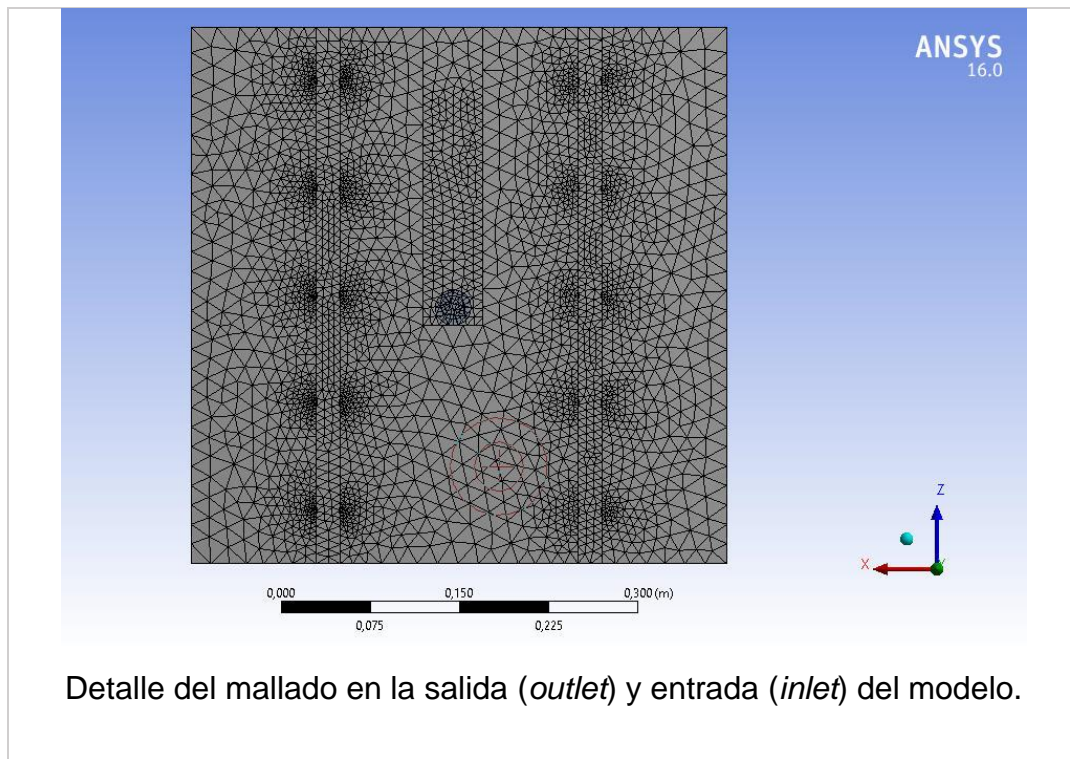 ANSYS
16.0
Z
X
Y
0,000 0,150 0,300 (m)
0,075 0,225
Detalle del mallado en la salida (outlet) y entrada (inlet) del modelo.